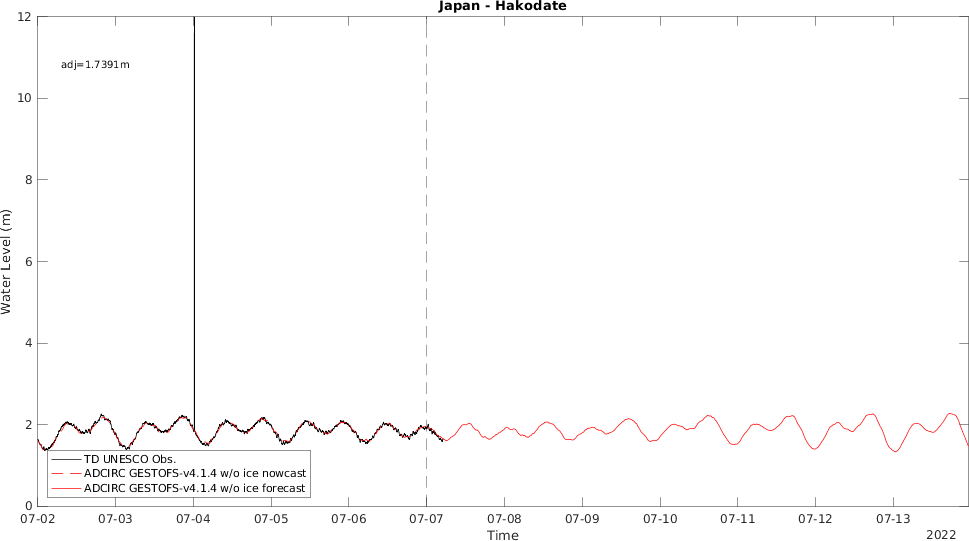 Japan - Hakodate
12
adj=1.7391m
10
8
6
4
2
0
Water Level (m)
TD UNESCO Obs.
ADCIRC GESTOFS-v4.1.4 w/o ice nowcast
ADCIRC GESTOFS-v4.1.4 w/o ice forecast
07-02 07-03 07-04 07-05 07-06 07-07 07-08 07-09 07-10 07-11 07-12 07-13
Time
2022